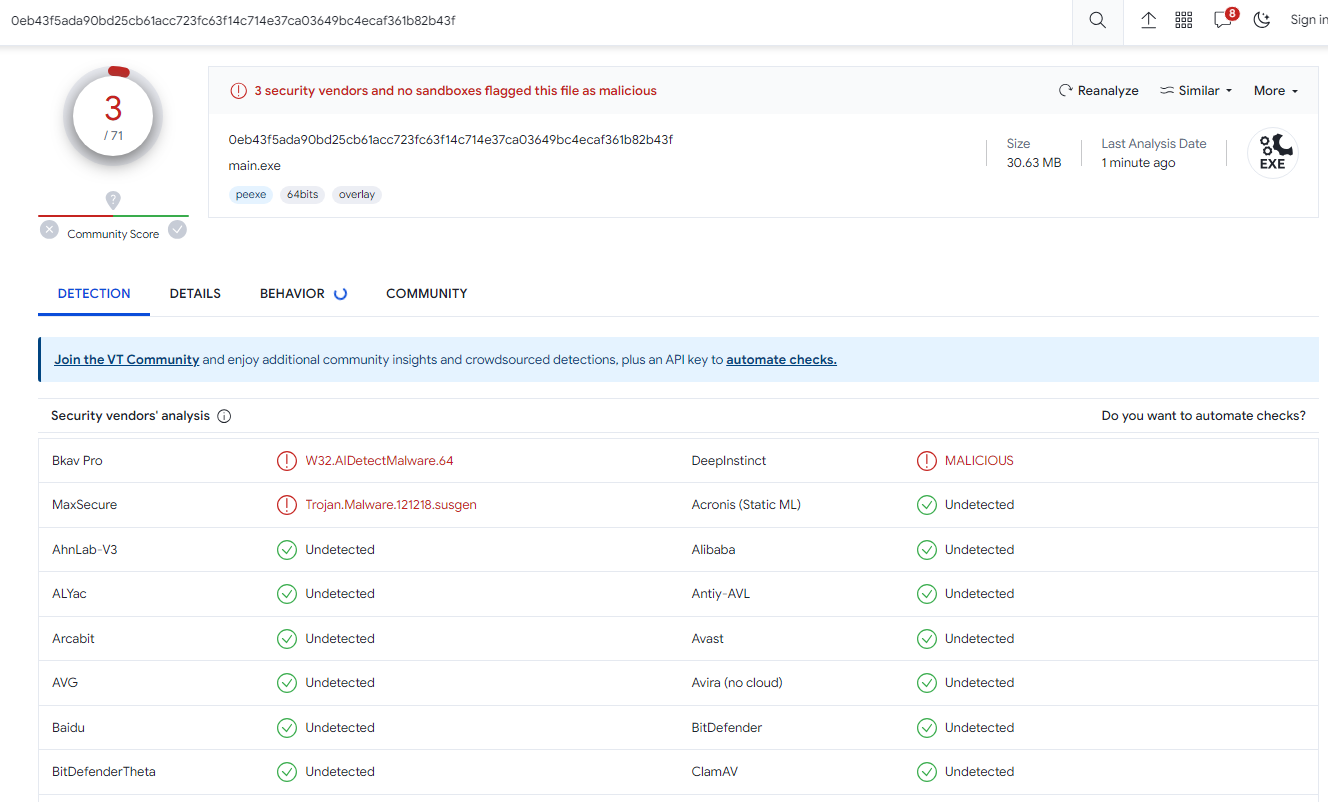 0eb43f5ada90bd25cb61acc723fc63f14c714e37ca03649bc4ecaf361b82b43f
8
Sign in
3
/ 71
Community Score
3 security vendors and no sandboxes flagged this file as malicious
Reanalyze
Similar
More
0eb43f5ada90bd25cb61acc723fc63f14c714e37ca03649bc4ecaf361b82b43f
main.exe
peexe 64bits overlay
Size
30.63 MB
Last Analysis Date
1 minute ago
EXE
DETECTION DETAILS BEHAVIOR COMMUNITY
Join the VT Community and enjoy additional community insights and crowdsourced detections, plus an API key to automate checks.
Security vendors' analysis Do you want to automate checks?
Bkav Pro W32.AIDetectMalware.64 DeepInstinct MALICIOUS
MaxSecure Trojan.Malware.121218.susgen Acronis (Static ML) Undetected
AhnLab-V3 Undetected Alibaba Undetected
ALYac Undetected Antiy-AVL Undetected
Arcabit Undetected Avast Undetected
AVG Undetected Avira (no cloud) Undetected
Baidu Undetected BitDefender Undetected
BitDefenderTheta Undetected ClamAV Undetected